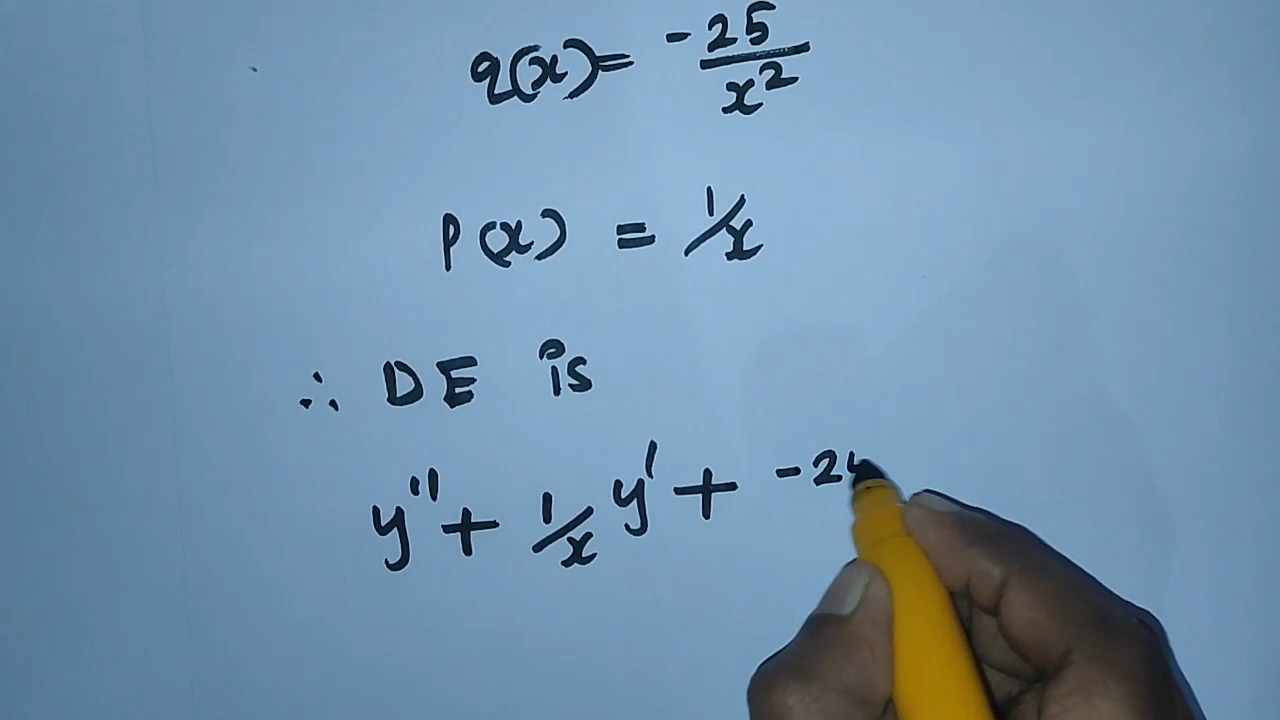 q(x) = -25/x²
p(x) = 1/x
∴ DE is
y'' + 1/x y' + -2